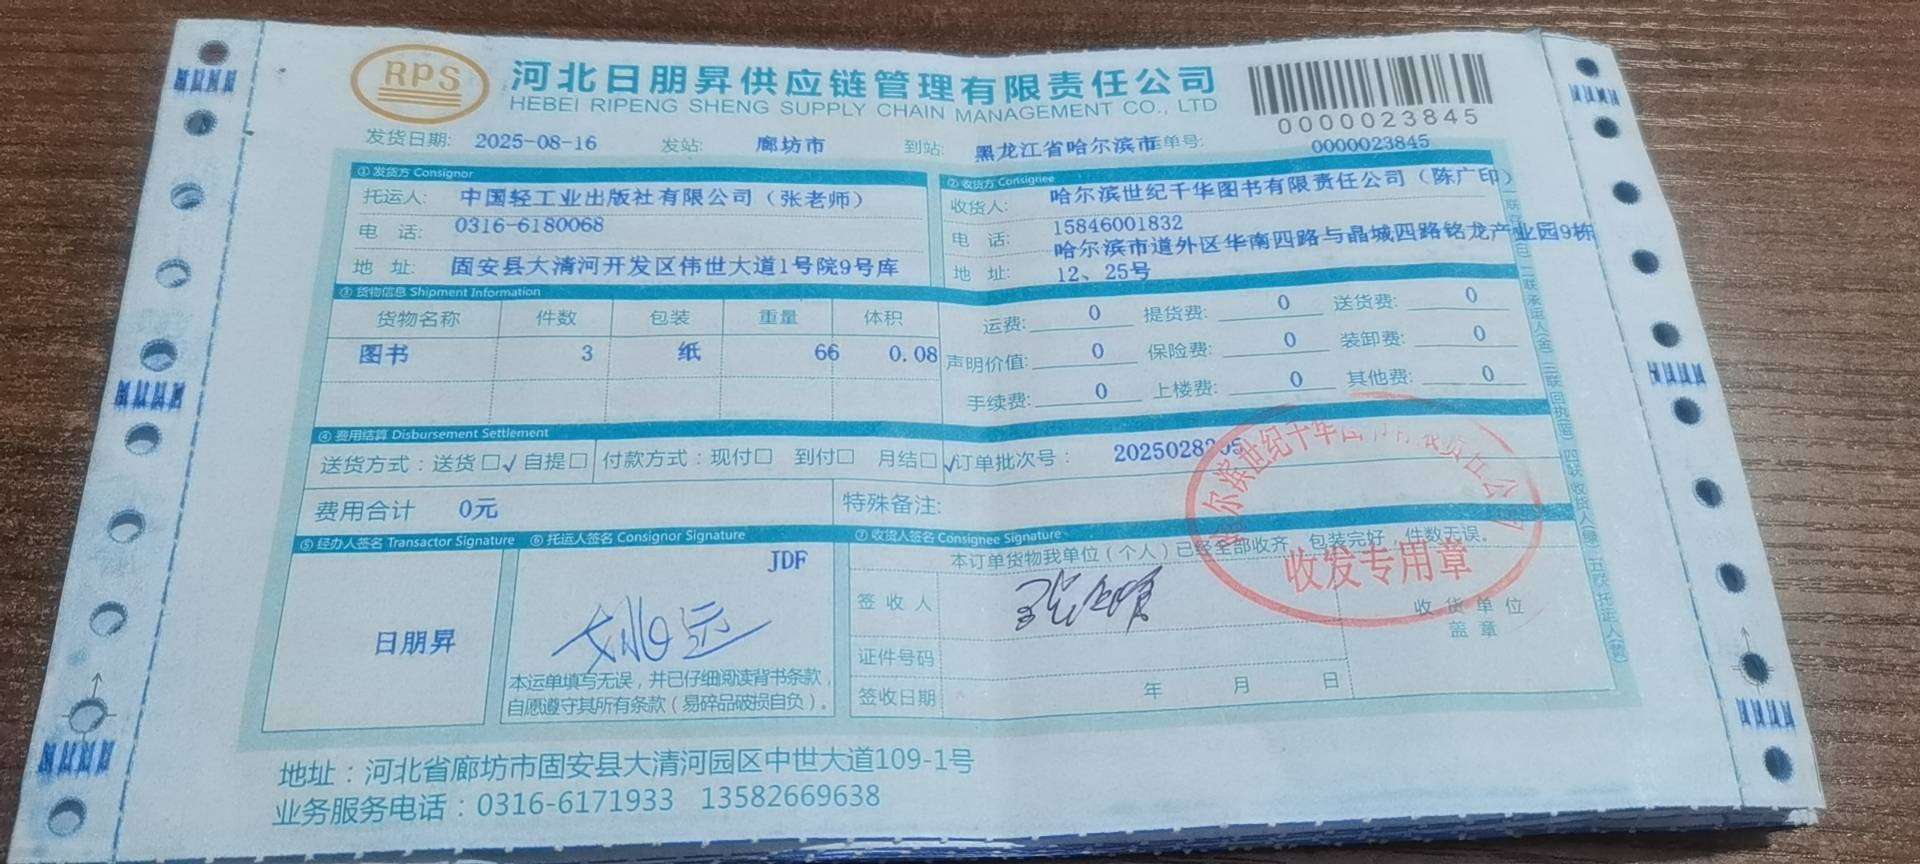 RPS
河北日朋昇供应链管理有限责任公司
HEBEI RIPENG SHENG SUPPLY CHAIN MANAGEMENT CO., LTD
0000023845
发货日期: 2025-08-16 发站: 廊坊市 到站: 黑龙江省哈尔滨市 单号: 0000023845
① 发货方 Consignor
② 收货方 Consignee
托运人: 中国轻工业出版社有限公司（张老师）
收货人: 哈尔滨世纪千华图书有限责任公司（陈广印）
电 话: 0316-6180068
电 话: 15846001832
地 址: 固安县大清河开发区伟世大道1号院9号库
地 址: 哈尔滨市道外区华南四路与晶城四路铭龙产业园9栋
12、25号
③ 货物信息 Shipment Information
货物名称 件数 包装 重量 体积
图书 3 纸 66 0.08
运费: 0 提货费: 0 送货费: 0
声明价值: 0 保险费: 0 装卸费: 0
手续费: 0 上楼费: 0 其他费: 0
④ 费用结算 Disbursement Settlement
送货方式：送货□√自提□ 付款方式：现付□ 到付□ 月结□√订单批次号：
费用合计 0元
特殊备注:
⑤ 经办人签名 Transactor Signature
⑥ 托运人签名 Consignor Signature
⑦ 收货人签名 Consignee Signature
日朋昇
JDF
本运单填写无误，并已仔细阅读背书条款，
自愿遵守其所有条款（易碎品破损自负）。
本订单货物我单位（个人）已经全部收齐，包装完好，件数无误。
签 收 人
证件号码
签收日期 年 月 日
收 货 单 位
盖 章
收发专用章
地址：河北省廊坊市固安县大清河园区中世大道109-1号
业务服务电话：0316-6171933 13582669638